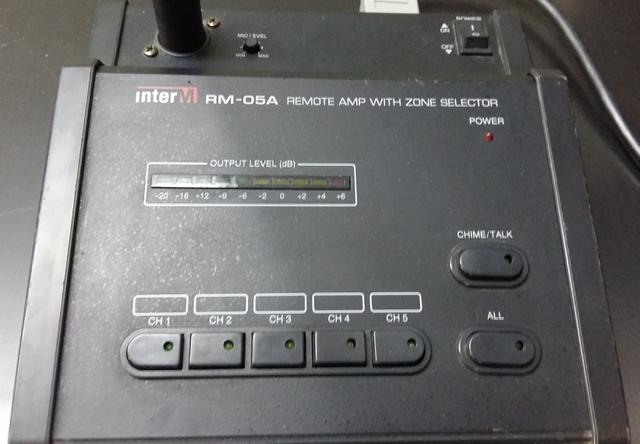 POWER
MIC LEVEL
ON
OFF
MIN MAX
interM RM-05A REMOTE AMP WITH ZONE SELECTOR
POWER
OUTPUT LEVEL (dB)
-20 -16 -12 -9 -6 -2 0 +2 +4 +6
CHIME/TALK
CH 1 CH 2 CH 3 CH 4 CH 5
ALL